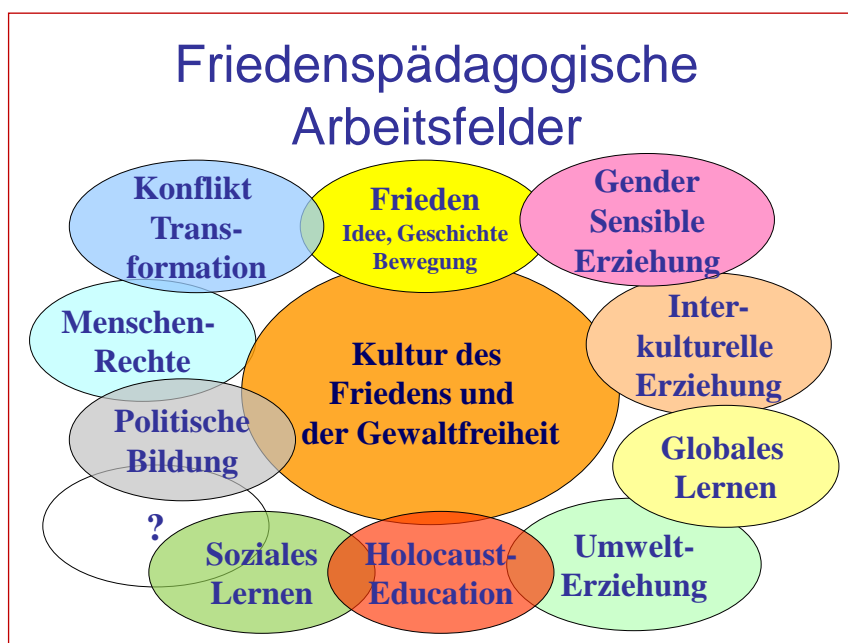 Friedenspädagogische
Arbeitsfelder
Konflikt
Trans-
formation
Frieden
Idee, Geschichte
Bewegung
Gender
Sensible
Erziehung
Menschen-
Rechte
Kultur des
Friedens und
der Gewaltfreiheit
Inter-
kulturelle
Erziehung
Politische
Bildung
Globales
Lernen
?
Soziales
Lernen
Holocaust-
Education
Umwelt-
Erziehung